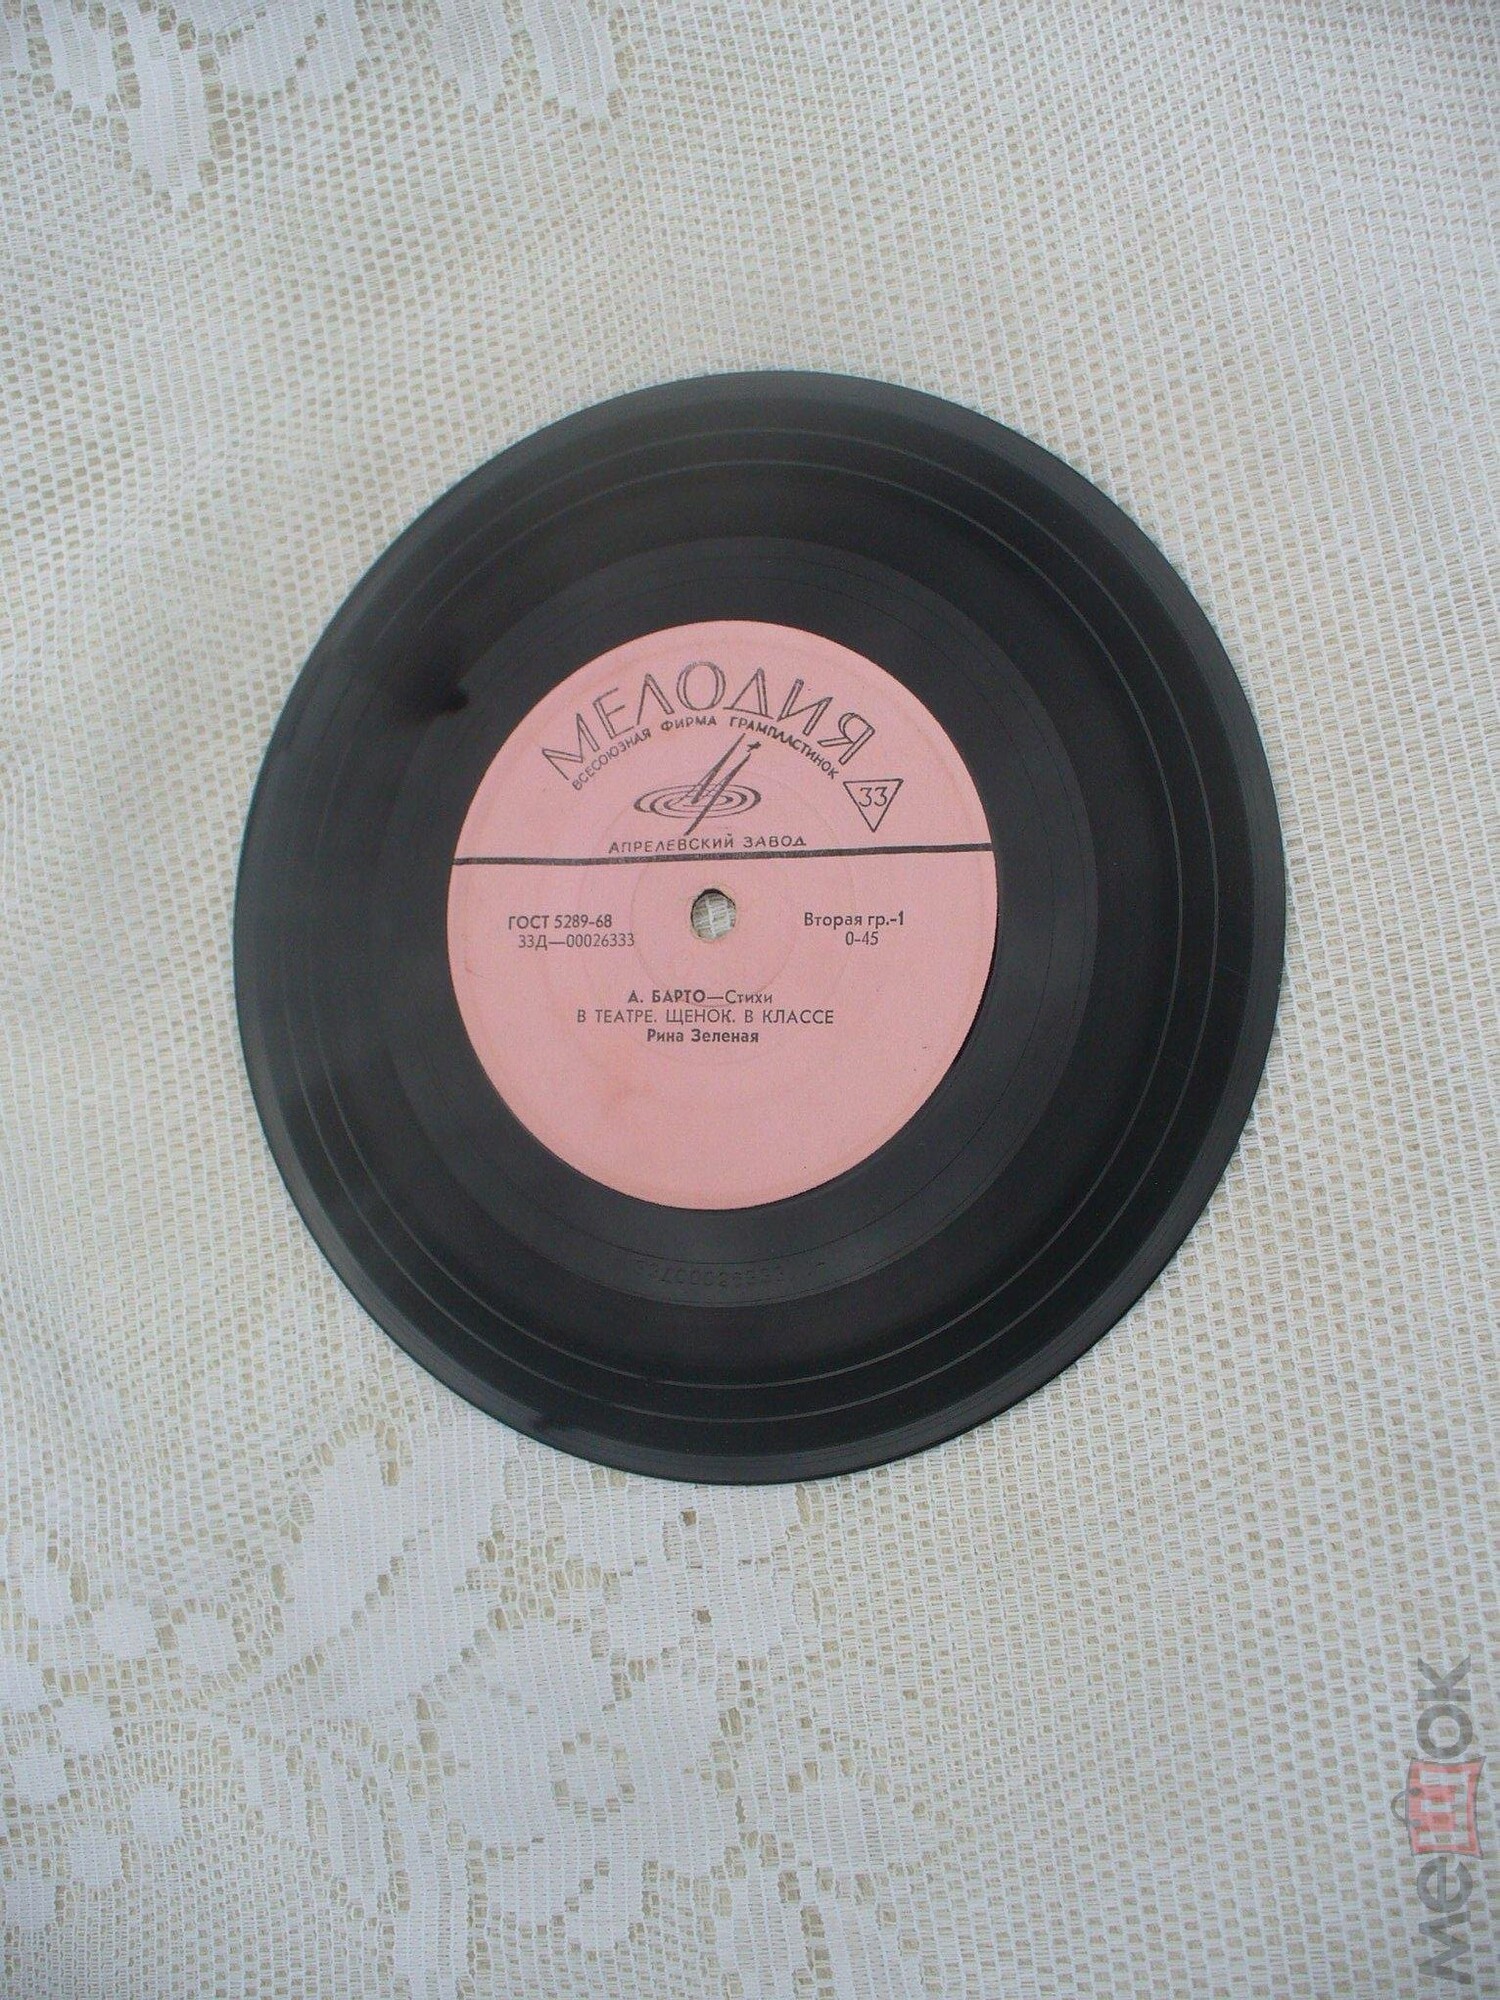 МЕЛОДИЯ
ВСЕСОЮЗНАЯ ФИРМА ГРАМПЛАСТИНОК
33
АПРЕЛЕВСКИЙ ЗАВОД
ГОСТ 5289-68
Вторая гр.-1
33Д—00026333
0-45
А. БАРТО—Стихи
В ТЕАТРЕ. ЩЕНОК. В КЛАССЕ
Рина Зеленая
мешок